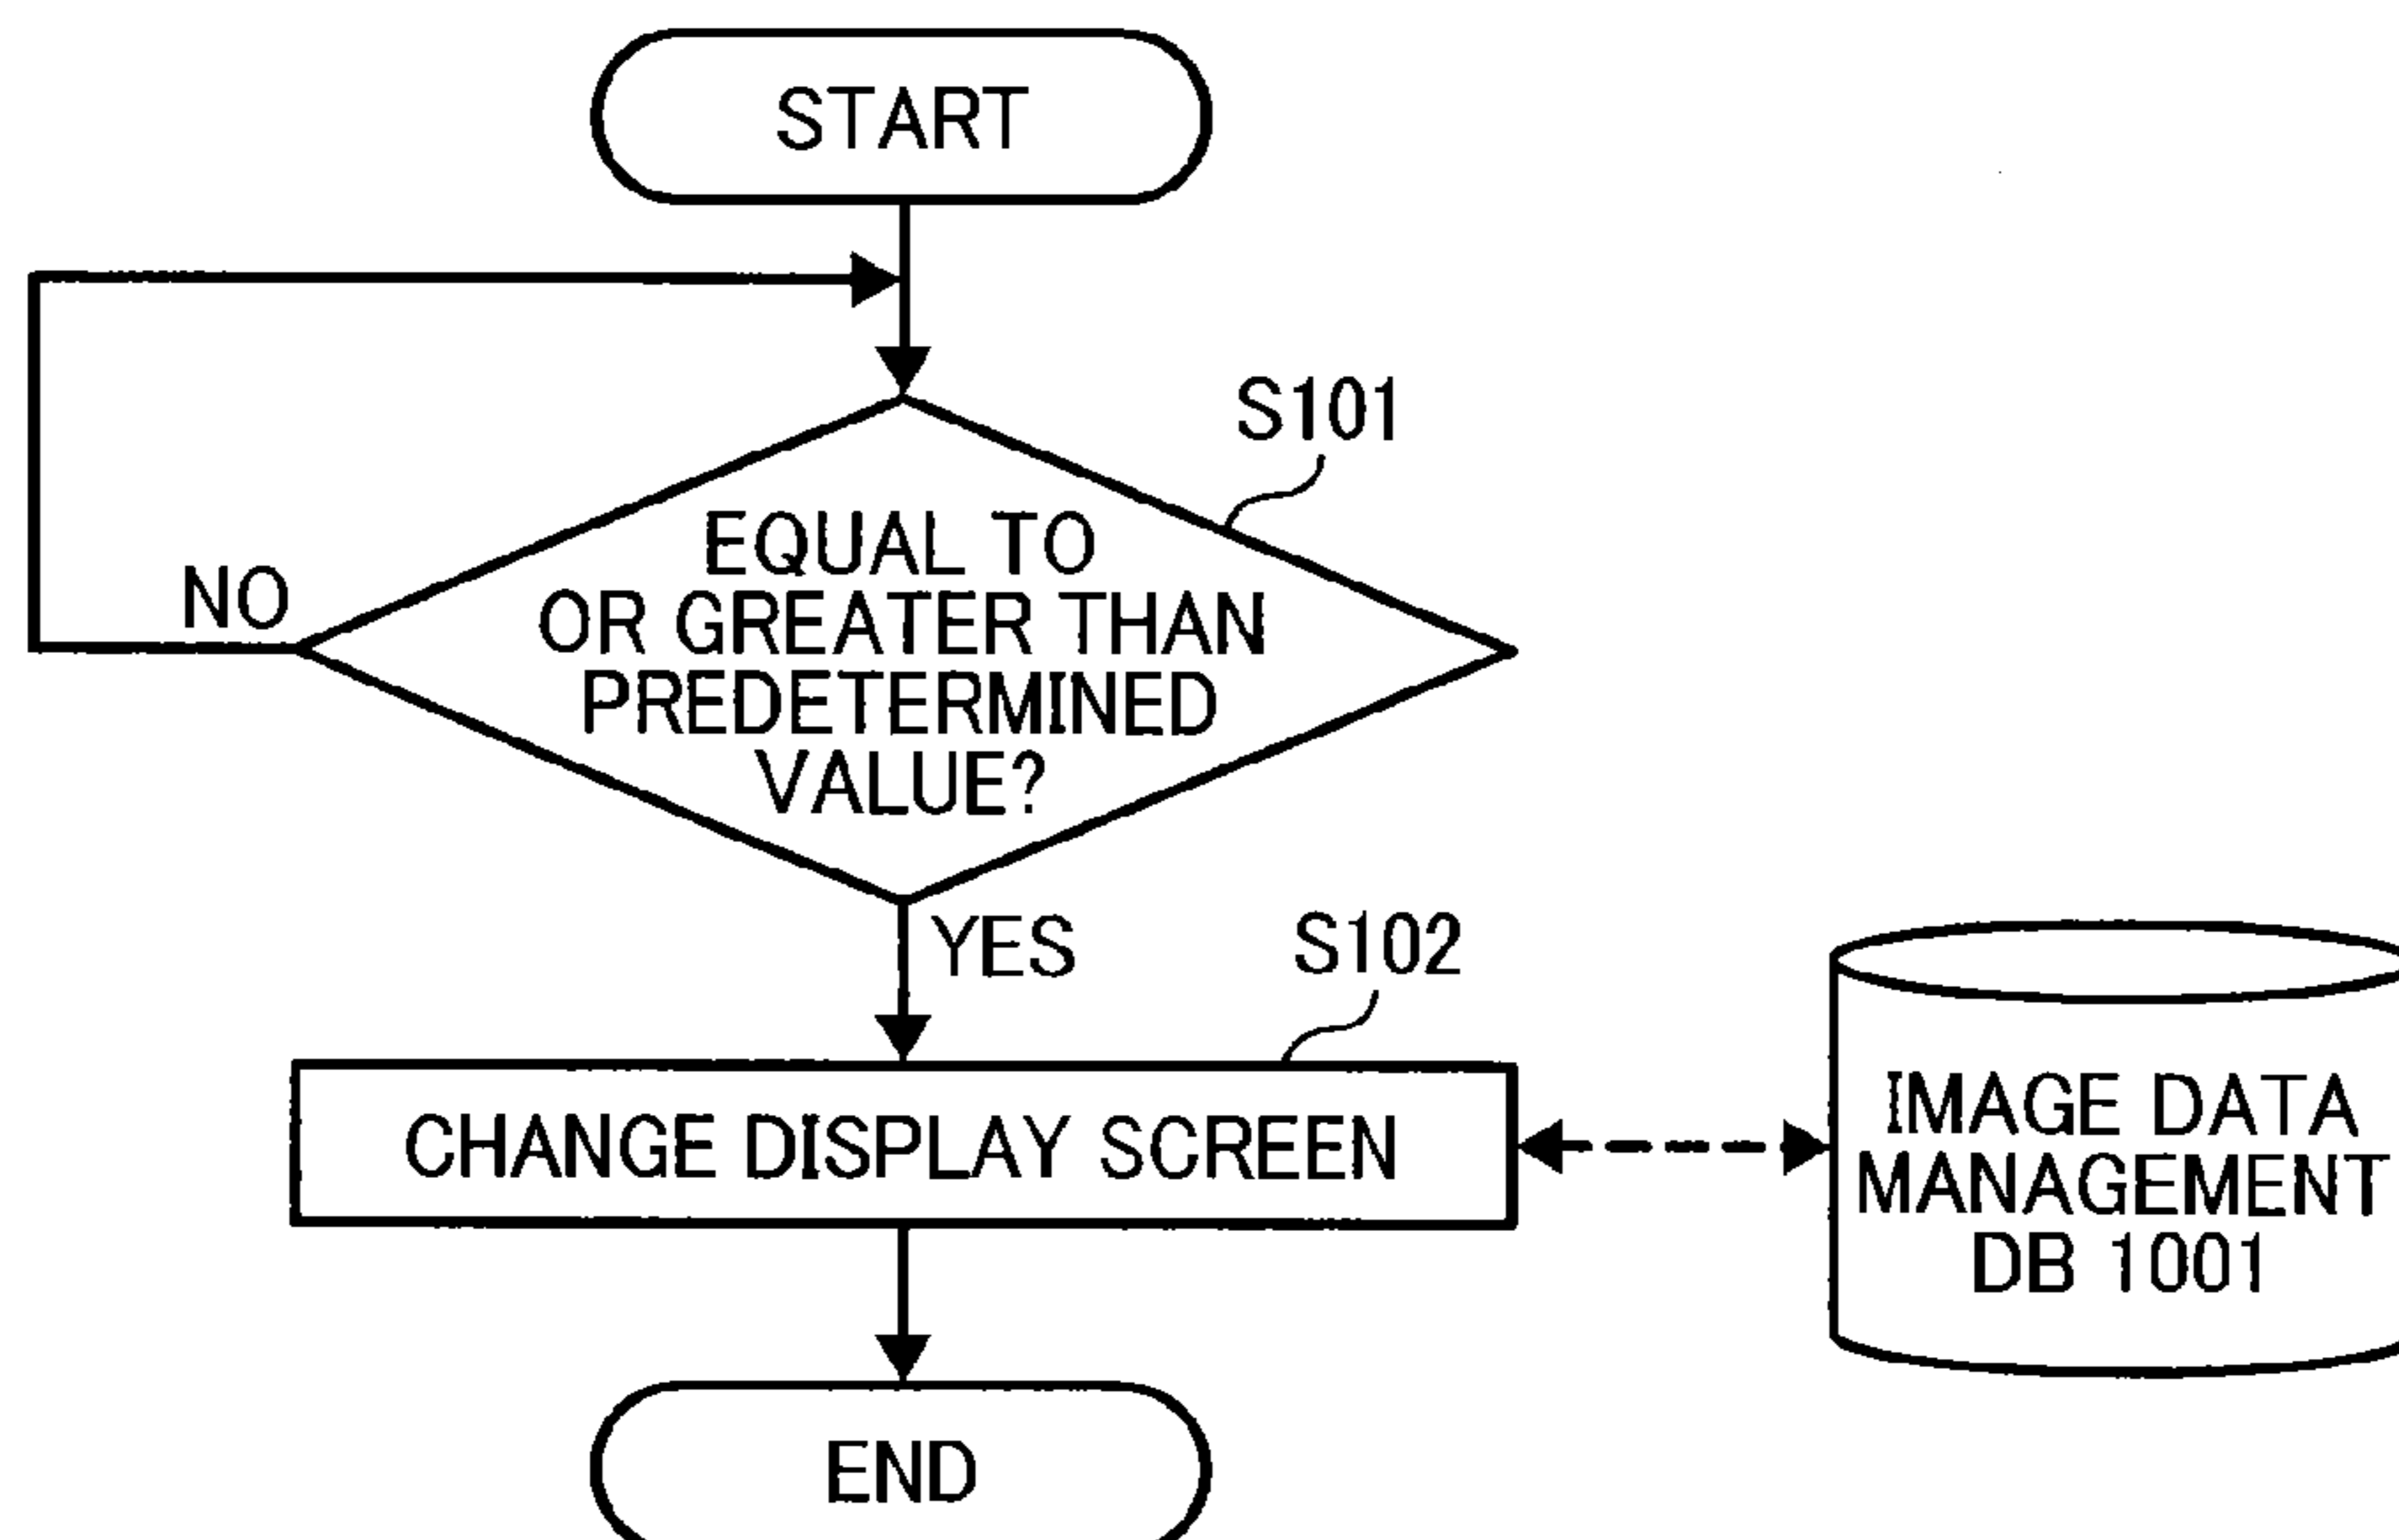 START
S101
EQUAL TO
OR GREATER THAN
PREDETERMINED
VALUE?
NO
YES
S102
CHANGE DISPLAY SCREEN
IMAGE DATA
MANAGEMENT
DB 1001
END